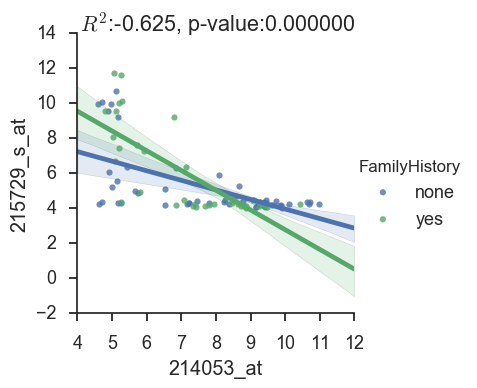 R²:-0.625, p-value:0.000000
14
12
10
8
6
4
2
0
−2
4 5 6 7 8 9 10 11 12
215729_s_at
214053_at
FamilyHistory
none
yes